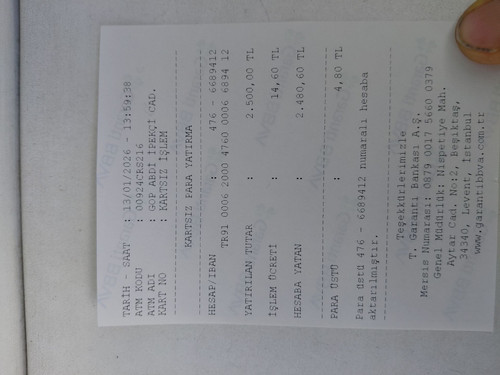 TARİH - SAAT : 13/01/2026 - 13:59:38
ATM KODU : 00924CRS216
ATM ADI : GOP ABDİ İPEKÇİ CAD.
KART NO : KARTSIZ İŞLEM
KARTSIZ PARA YATIRMA
HESAP/IBAN : 476 - 6689412
TR91 0006 2000 4760 0006 6894 12
YATIRILAN TUTAR : 2.500,00 TL
İŞLEM ÜCRETİ : 14,60 TL
HESABA YATAN : 2.480,60 TL
PARA ÜSTÜ : 4,80 TL
Para üstü 476 - 6689412 numaralı hesaba
aktarılmıştır.
Teşekkürlerimizle
T. Garanti Bankası A.Ş.
Mersis Numarası: 0879 0017 5660 0379
Genel Müdürlük: Nispetiye Mah.
Aytar Cad. No:2, Beşiktaş,
34340, Levent, İstanbul
www.garantibbva.com.tr